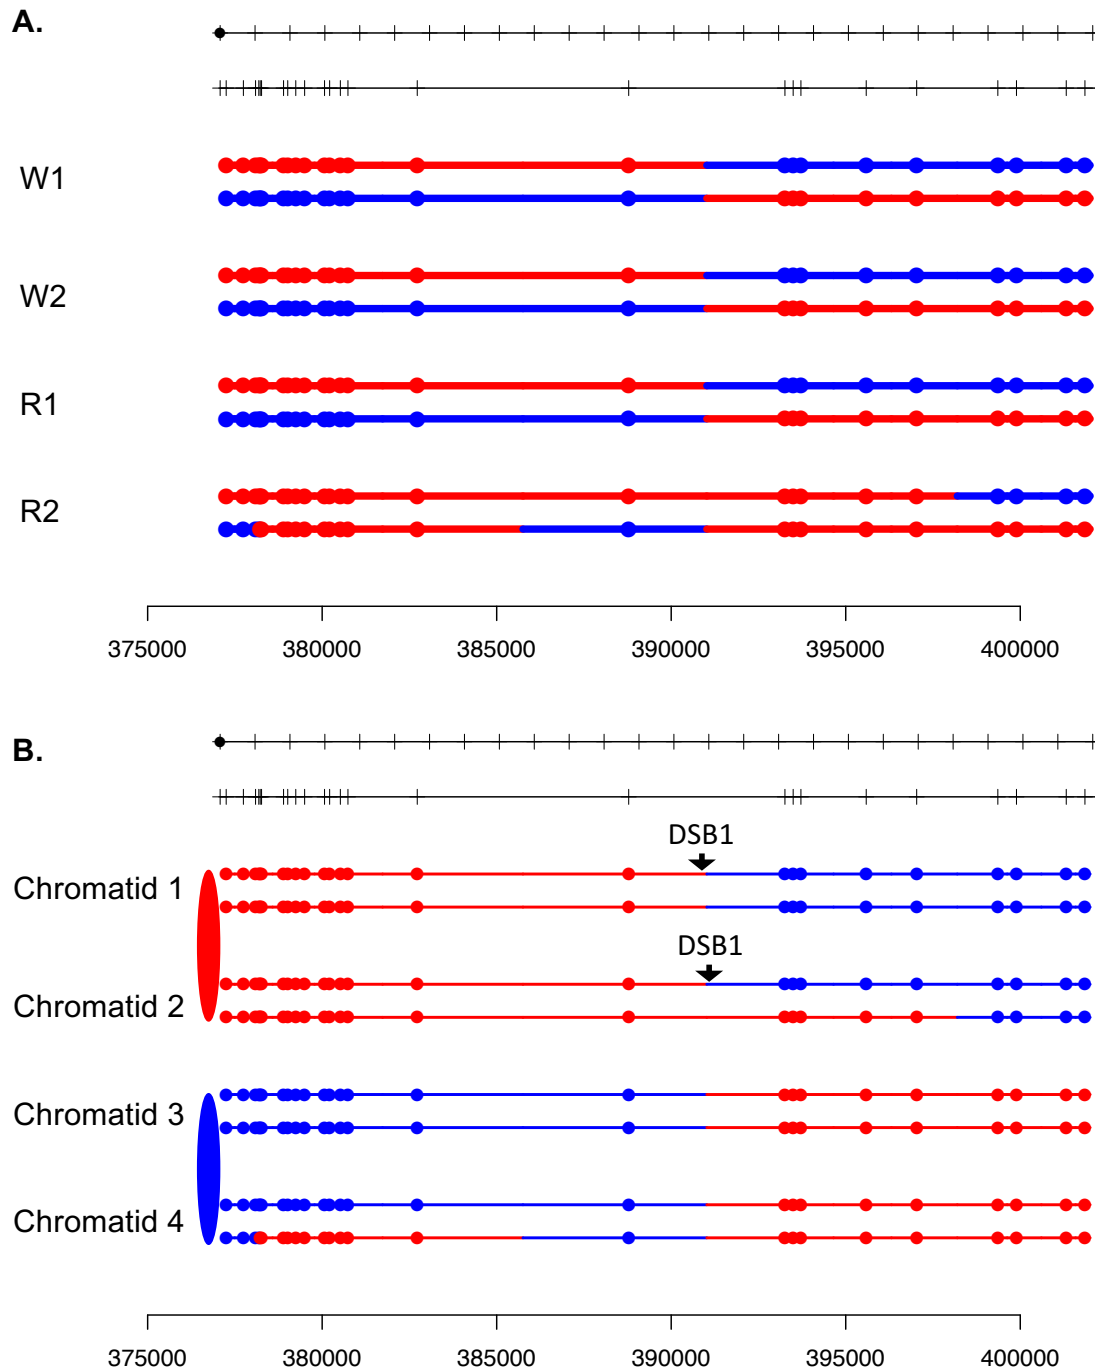 A.
W1
W2
R1
R2
375000 380000 385000 390000 395000 400000
B.
DSB1
Chromatid 1
DSB1
Chromatid 2
Chromatid 3
Chromatid 4
375000 380000 385000 390000 395000 400000